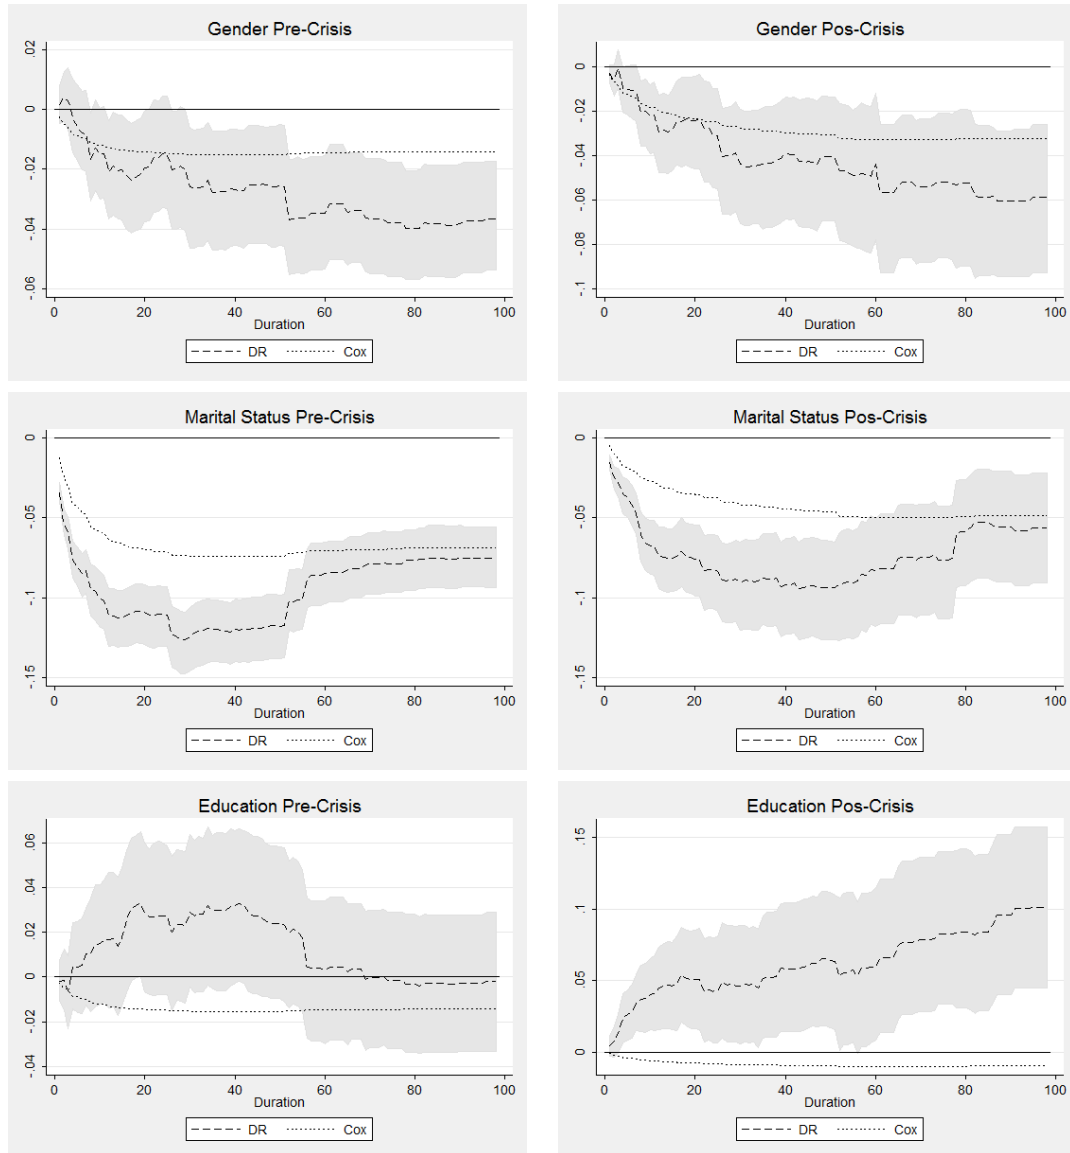 Gender Pre-Crisis
.02
0
-.02
-.04
-.06
0 20 40 60 80 100
Duration
DR Cox
Gender Pos-Crisis
0
-.02
-.04
-.06
-.08
-.1
0 20 40 60 80 100
Duration
DR Cox
Marital Status Pre-Crisis
0
-.05
-.1
-.15
0 20 40 60 80 100
Duration
DR Cox
Marital Status Pos-Crisis
0
-.05
-.1
-.15
0 20 40 60 80 100
Duration
DR Cox
Education Pre-Crisis
.06
.04
.02
0
-.02
-.04
0 20 40 60 80 100
Duration
DR Cox
Education Pos-Crisis
.15
.1
.05
0
0 20 40 60 80 100
Duration
DR Cox